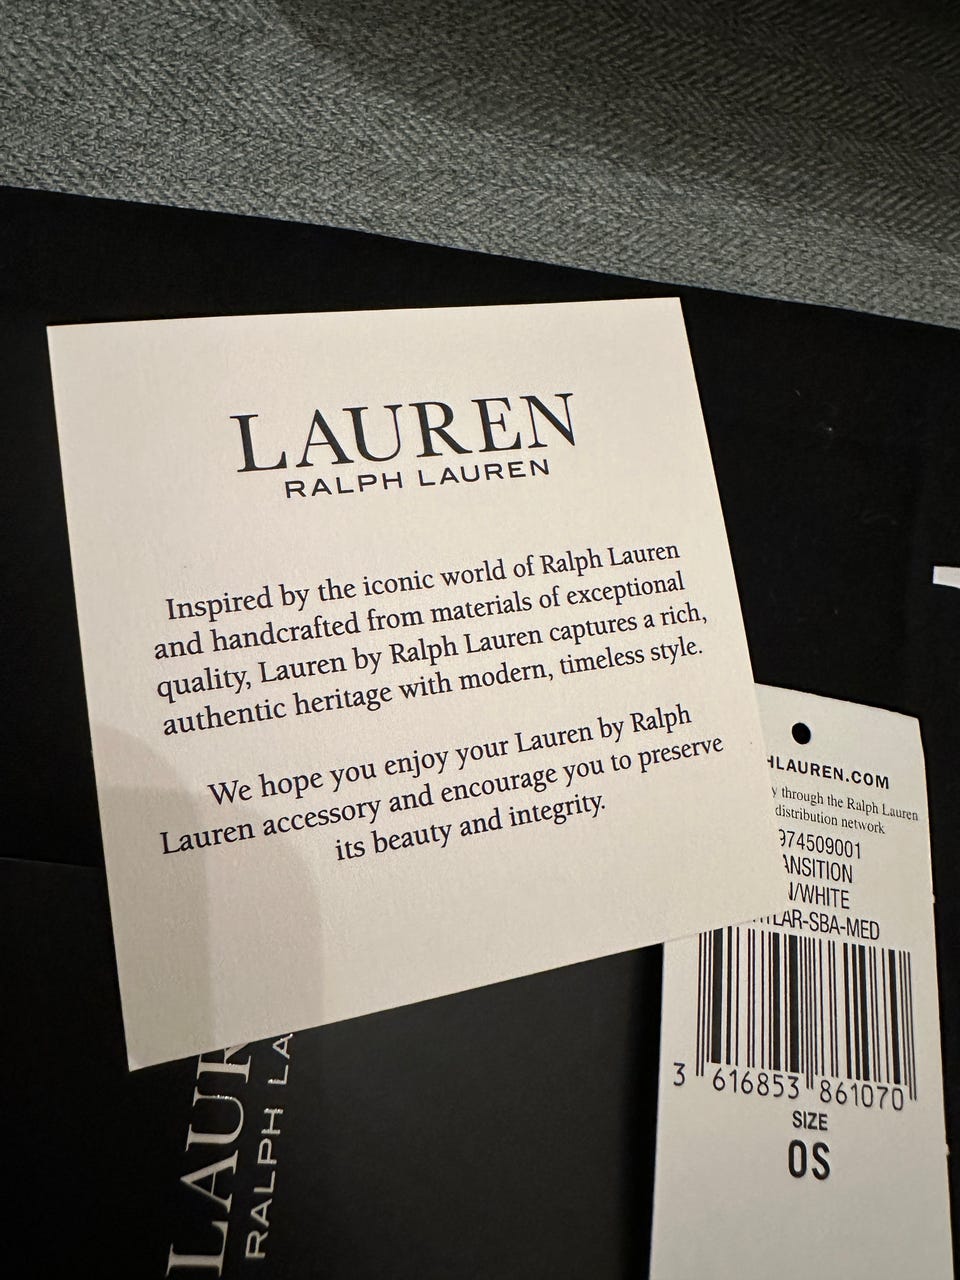 LAUREN
RALPH LAUREN
Inspired by the iconic world of Ralph Lauren
and handcrafted from materials of exceptional
quality, Lauren by Ralph Lauren captures a rich,
authentic heritage with modern, timeless style.
We hope you enjoy your Lauren by Ralph
Lauren accessory and encourage you to preserve
its beauty and integrity.
HLAUREN.COM
y through the Ralph Lauren
distribution network
974509001
ANSITION
N/WHITE
LAR-SBA-MED
3 616853 861070
SIZE
OS
LAUR
RALPH LA